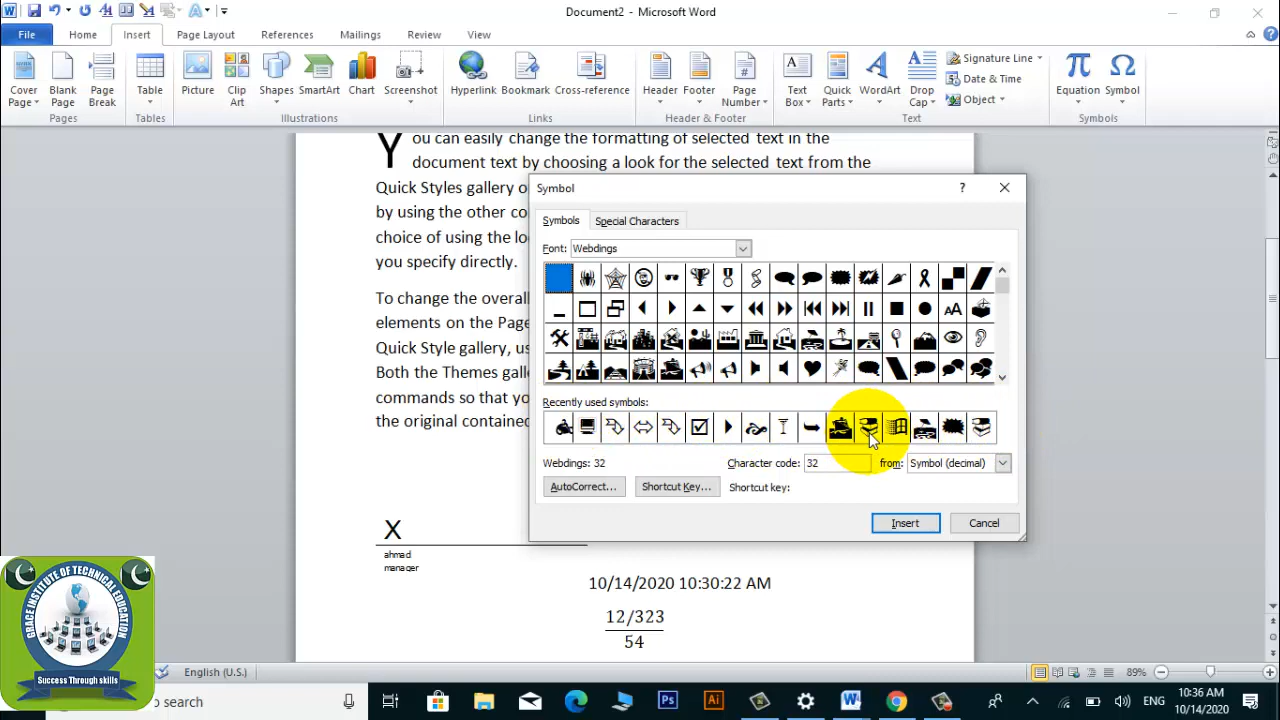 Document2 - Microsoft Word
File Home Insert Page Layout References Mailings Review View
Cover Page Blank Page Page Break Table Picture Clip Art Shapes SmartArt Chart Screenshot Hyperlink Bookmark Cross-reference Header Footer Page Number Text Box Quick Parts WordArt Drop Cap Signature Line Date & Time Object Equation Symbol
Pages Tables Illustrations Links Header & Footer Text Symbols
You can easily change the formatting of selected text in the
document text by choosing a look for the selected text from the
Quick Styles gallery o
by using the other co
choice of using the lo
you specify directly.
To change the overall
elements on the Page
Quick Style gallery, us
Both the Themes gall
commands so that yo
the original contained
Symbol
Symbols Special Characters
Font: Webdings
Recently used symbols:
Webdings: 32 Character code: 32 from: Symbol (decimal)
AutoCorrect... Shortcut Key... Shortcut key:
Insert Cancel
X
ahmad
manager
10/14/2020 10:30:22 AM
12/323
54
GRACE INSTITUTE OF TECHNICAL EDUCATION
Success Through skills
English (U.S.) 89%
o search
ENG
10:36 AM
10/14/2020